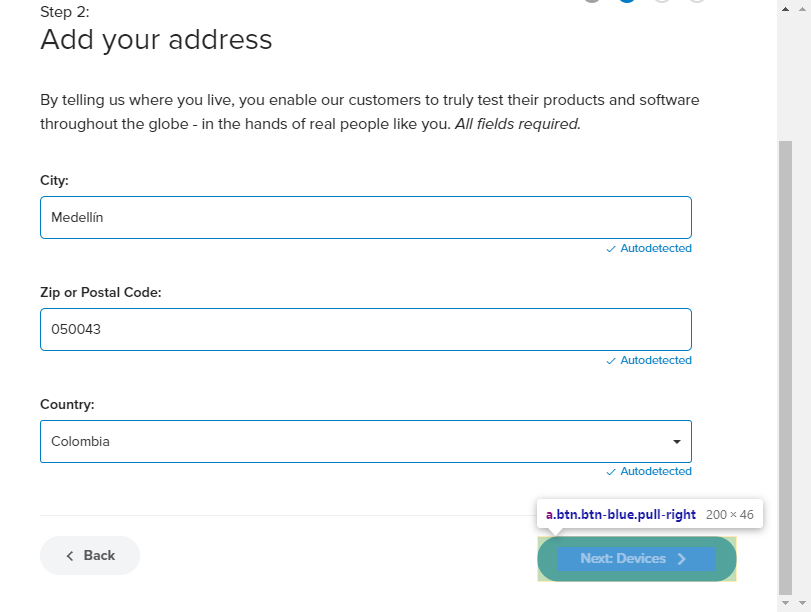 Step 2:
Add your address
By telling us where you live, you enable our customers to truly test their products and software
throughout the globe - in the hands of real people like you. All fields required.
City:
Medellín
Autodetected
Zip or Postal Code:
050043
Autodetected
Country:
Colombia
Autodetected
a.btn.btn-blue.pull-right 200 × 46
Back
Next: Devices